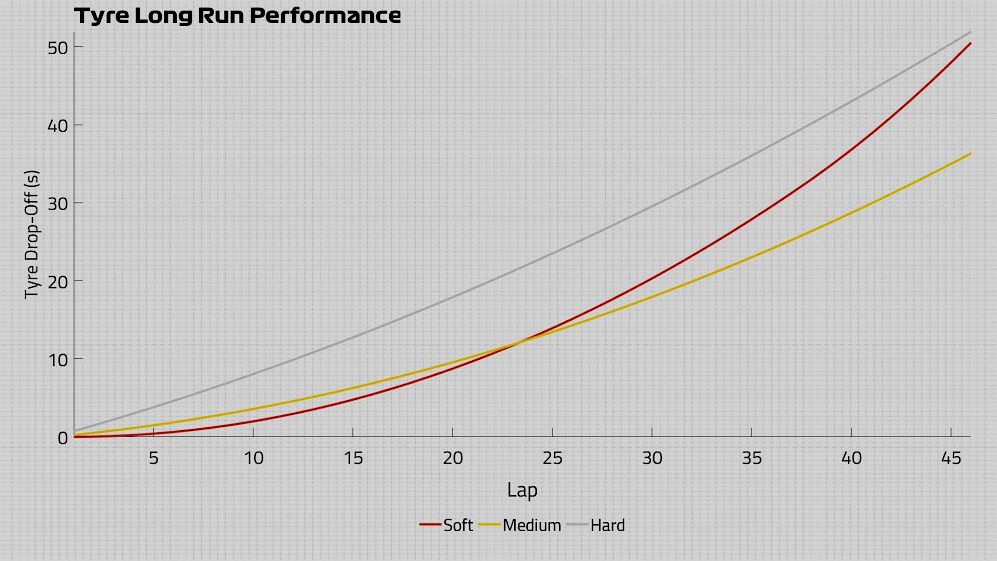 Tyre Long Run Performance
50
40
30
20
10
0
Tyre Drop-Off (s)
5 10 15 20 25 30 35 40 45
Lap
Soft Medium Hard